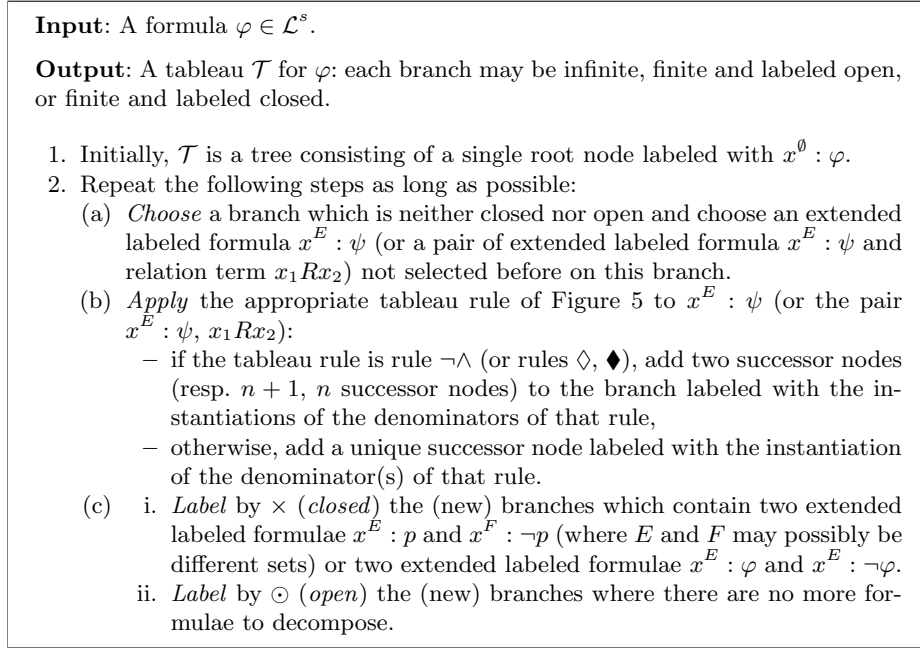 Input: A formula φ ∈ 𝓛ˢ.
Output: A tableau 𝒯 for φ: each branch may be infinite, finite and labeled open,
or finite and labeled closed.
1. Initially, 𝒯 is a tree consisting of a single root node labeled with x^∅ : φ.
2. Repeat the following steps as long as possible:
(a) Choose a branch which is neither closed nor open and choose an extended
labeled formula x^E : ψ (or a pair of extended labeled formula x^E : ψ and
relation term x₁Rx₂) not selected before on this branch.
(b) Apply the appropriate tableau rule of Figure 5 to x^E : ψ (or the pair
x^E : ψ, x₁Rx₂):
– if the tableau rule is rule ¬∧ (or rules ◊, ⧫), add two successor nodes
(resp. n + 1, n successor nodes) to the branch labeled with the in-
stantiations of the denominators of that rule,
– otherwise, add a unique successor node labeled with the instantiation
of the denominator(s) of that rule.
(c) i. Label by × (closed) the (new) branches which contain two extended
labeled formulae x^E : p and x^F : ¬p (where E and F may possibly be
different sets) or two extended labeled formulae x^E : φ and x^E : ¬φ.
ii. Label by ⊙ (open) the (new) branches where there are no more for-
mulae to decompose.